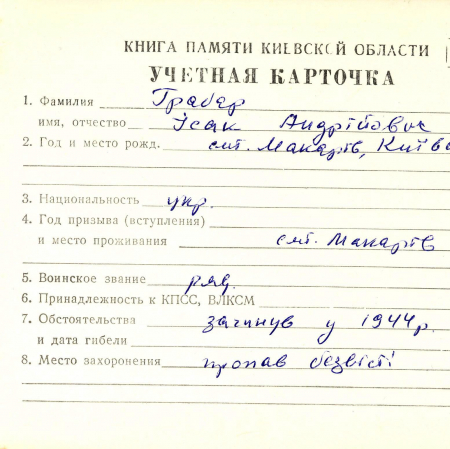 КНИГА ПАМЯТИ КИЕВСКОЙ ОБЛАСТИ
УЧЕТНАЯ КАРТОЧКА
1. Фамилия Грабар
имя, отчество Ісак Андрійович
2. Год и место рожд. смт. Макарів, Київс
3. Национальность укр.
4. Год призыва (вступления)
и место проживания смт. Макарів
5. Воинское звание ряд.
6. Принадлежность к КПСС, ВЛКСМ
7. Обстоятельства загинув у 1944 р.
и дата гибели
8. Место захоронения пропав безвісті